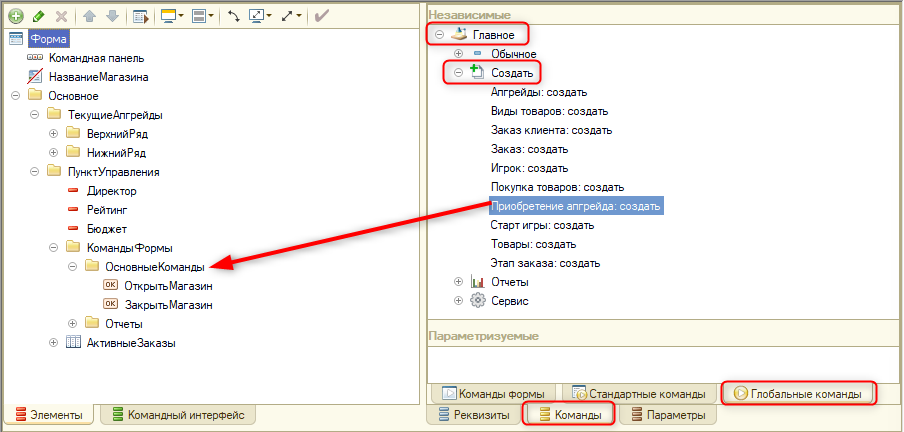 Форма
Командная панель
НазваниеМагазина
Основное
ТекущиеАпгрейды
ВерхнийРяд
НижнийРяд
ПунктУправления
Директор
Рейтинг
Бюджет
КомандыФормы
ОсновныеКоманды
OK ОткрытьМагазин
OK ЗакрытьМагазин
Отчеты
АктивныеЗаказы
Элементы
Командный интерфейс
Независимые
Главное
Обычное
Создать
Апгрейды: создать
Виды товаров: создать
Заказ клиента: создать
Заказ: создать
Игрок: создать
Покупка товаров: создать
Приобретение апгрейда: создать
Старт игры: создать
Товары: создать
Этап заказа: создать
Отчеты
Сервис
Параметризуемые
Команды формы
Стандартные команды
Глобальные команды
Реквизиты
Команды
Параметры